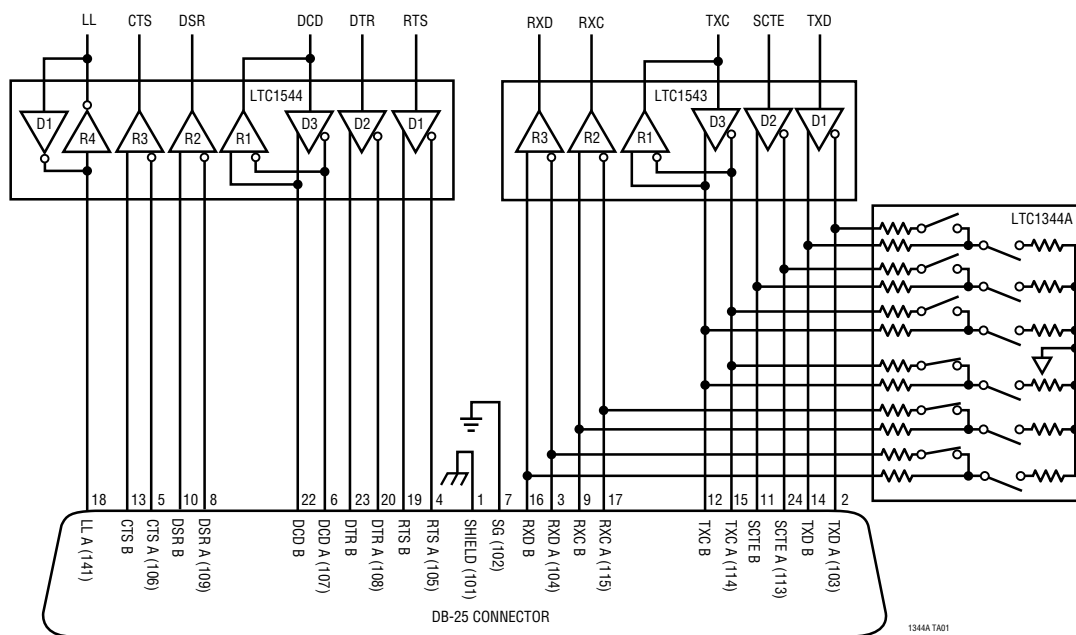 LL CTS DSR DCD DTR RTS RXD RXC TXC SCTE TXD
LTC1544 LTC1543
D1 R4 R3 R2 R1 D3 D2 D1 R3 R2 R1 D3 D2 D1
LTC1344A
18 13 5 10 8 22 6 23 20 19 4 1 7 16 3 9 17 12 15 11 24 14 2
LL A (141)
CTS B
CTS A (106)
DSR B
DSR A (109)
DCD B
DCD A (107)
DTR B
DTR A (108)
RTS B
RTS A (105)
SHIELD (101)
SG (102)
RXD B
RXD A (104)
RXC B
RXC A (115)
TXC B
TXC A (114)
SCTE B
SCTE A (113)
TXD B
TXD A (103)
DB-25 CONNECTOR
1344A TA01